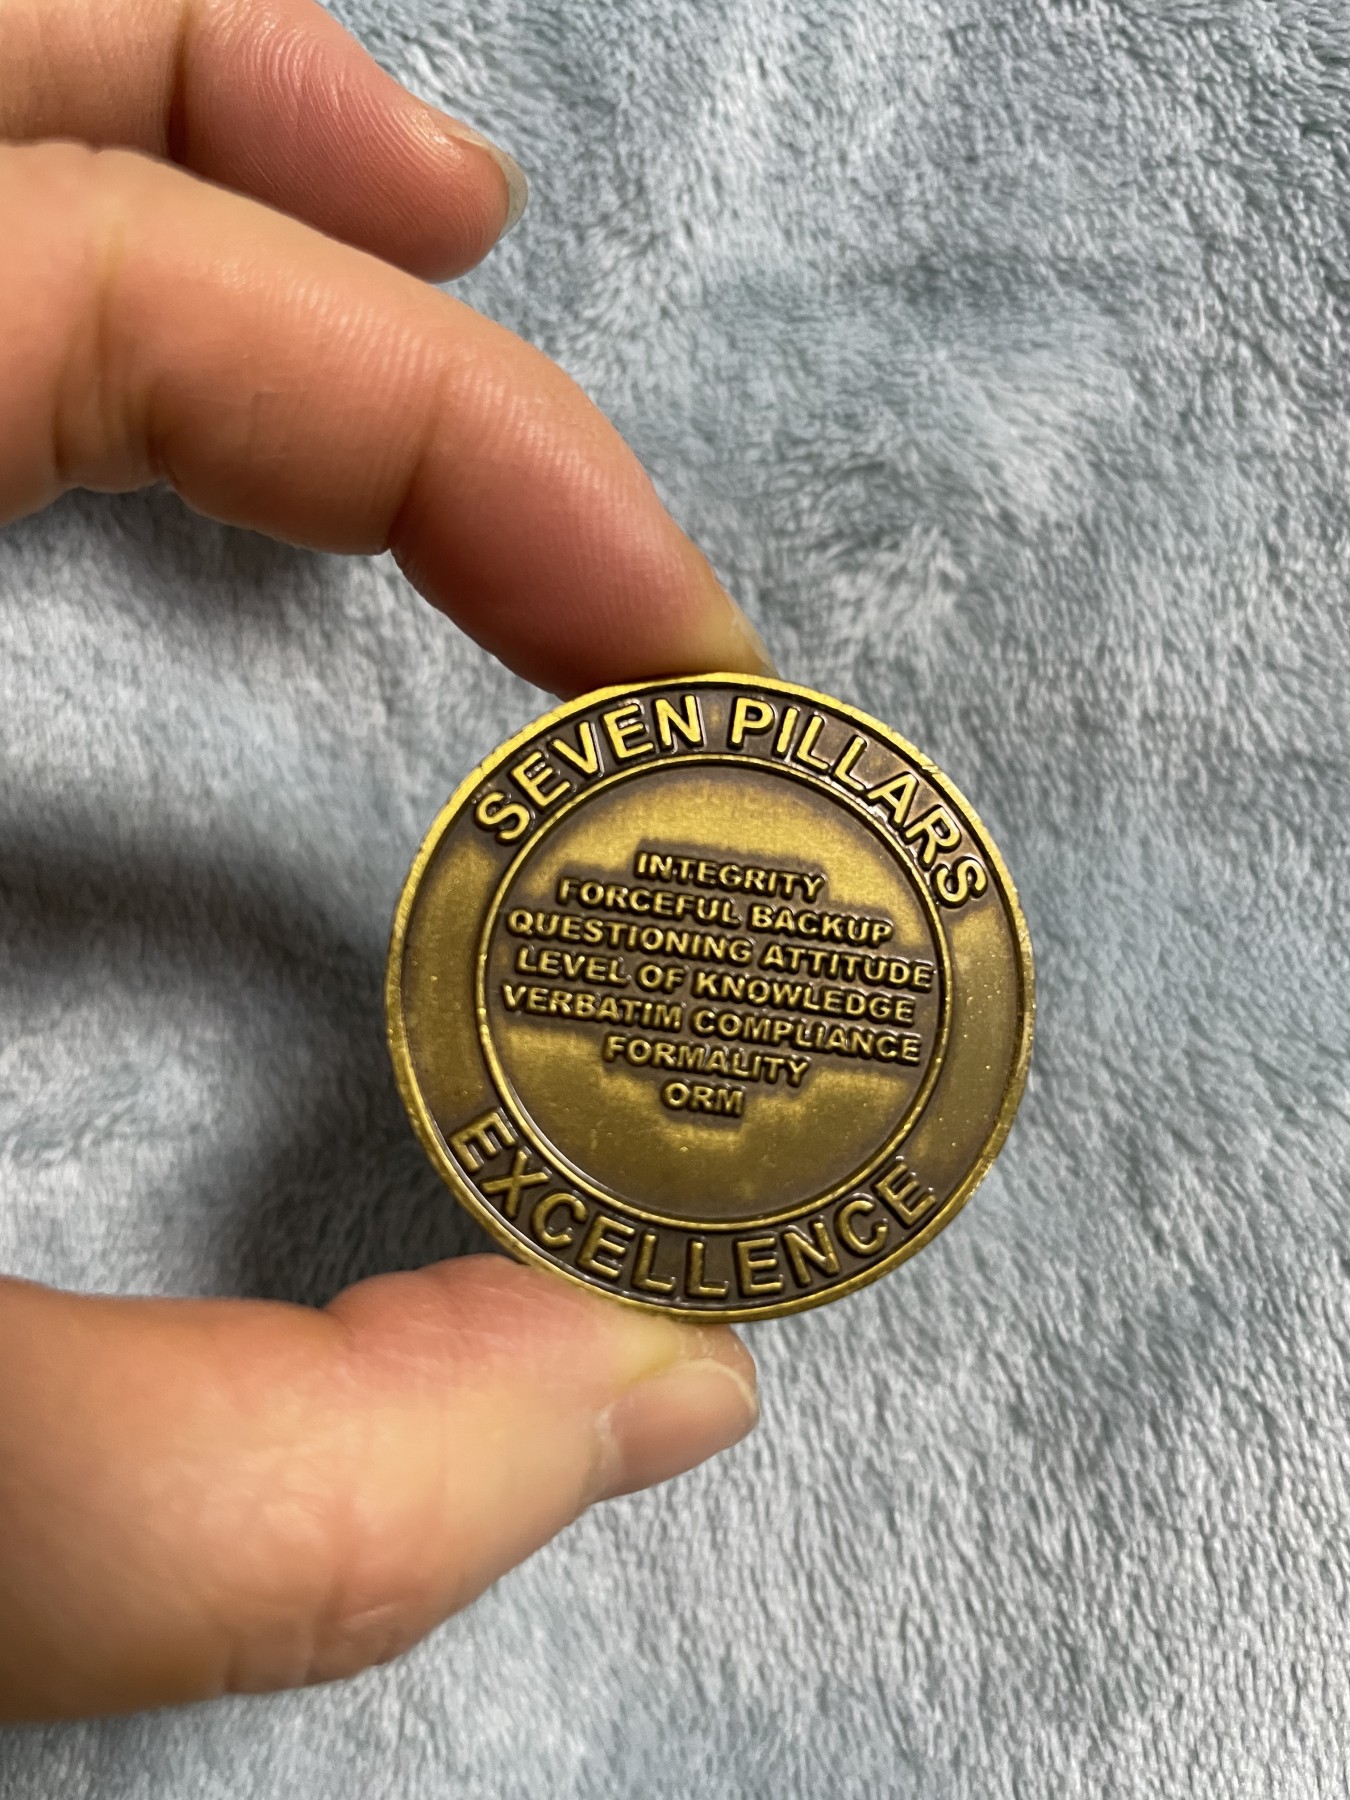 SEVEN PILLARS
INTEGRITY
FORCEFUL BACKUP
QUESTIONING ATTITUDE
LEVEL OF KNOWLEDGE
VERBATIM COMPLIANCE
FORMALITY
ORM
EXCELLENCE